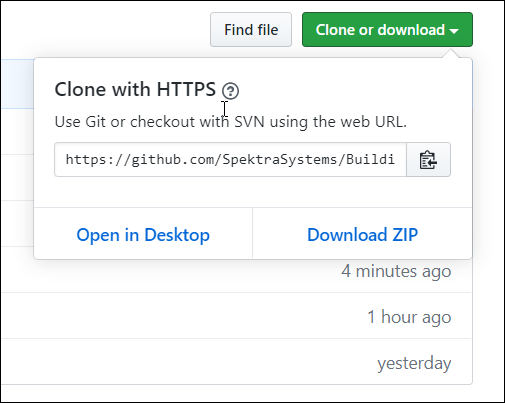 Find file
Clone or download
Clone with HTTPS ?
Use Git or checkout with SVN using the web URL.
https://github.com/SpektraSystems/Buildi
Open in Desktop
Download ZIP
4 minutes ago
1 hour ago
yesterday